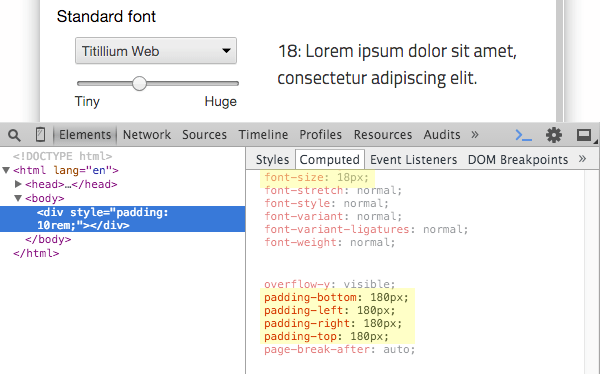 Standard font
Titillium Web
Tiny
Huge
18: Lorem ipsum dolor sit amet,
consectetur adipiscing elit.
Elements Network Sources Timeline Profiles Resources Audits »
<!DOCTYPE html>
▼<html lang="en">
▶<head>…</head>
▼<body>
<div style="padding:
10rem;"></div>
</body>
</html>
Styles Computed Event Listeners DOM Breakpoints »
font-size: 18px;
font-stretch: normal;
font-style: normal;
font-variant: normal;
font-variant-ligatures: normal;
font-weight: normal;
overflow-y: visible;
padding-bottom: 180px;
padding-left: 180px;
padding-right: 180px;
padding-top: 180px;
page-break-after: auto;